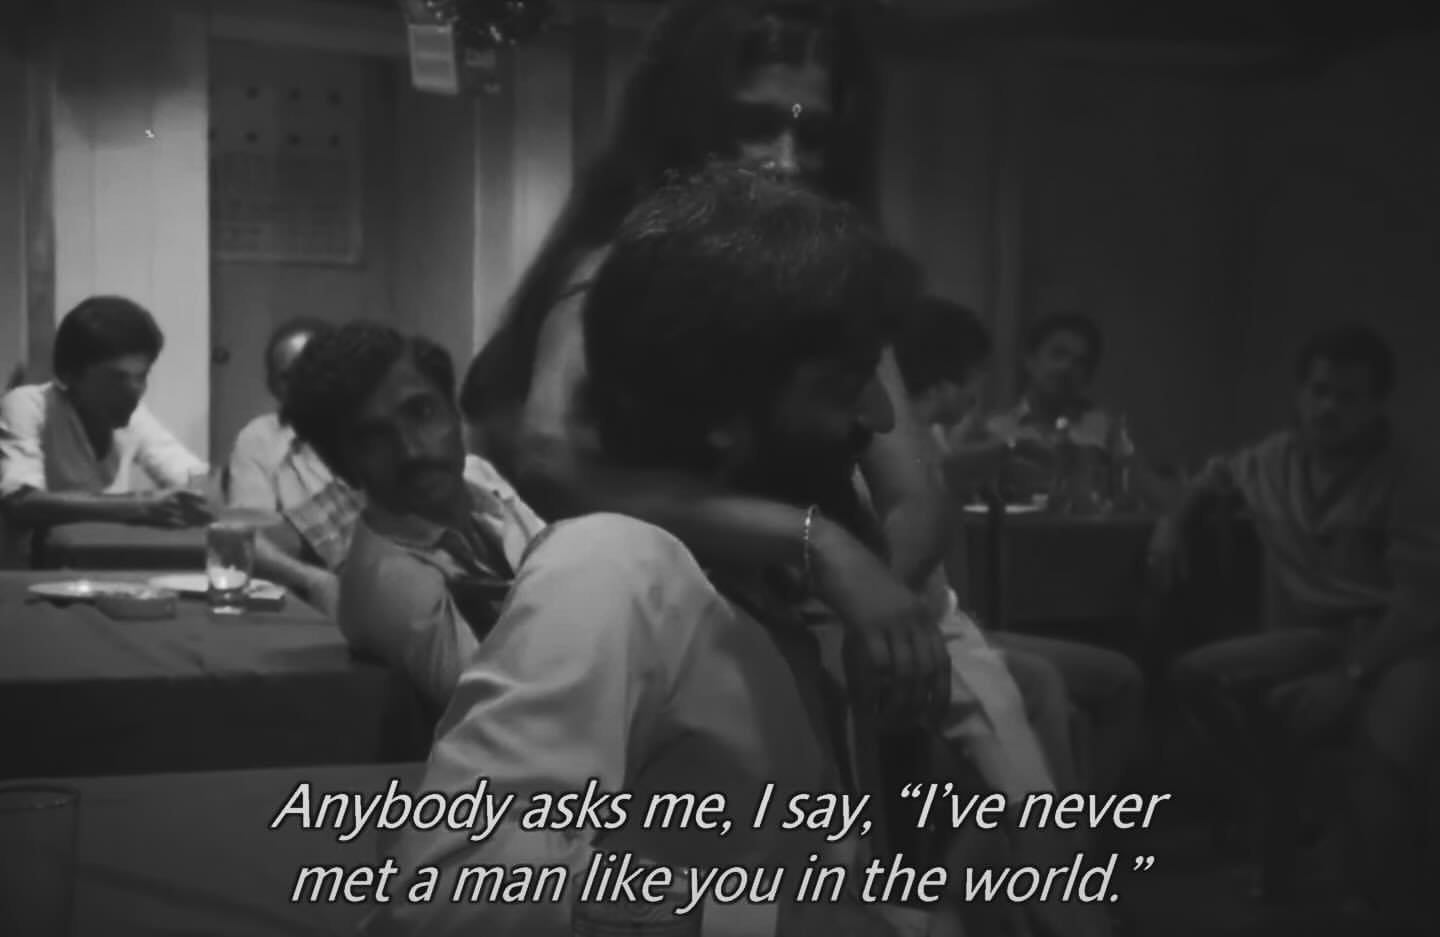 Anybody asks me, I say, “I’ve never
met a man like you in the world.”